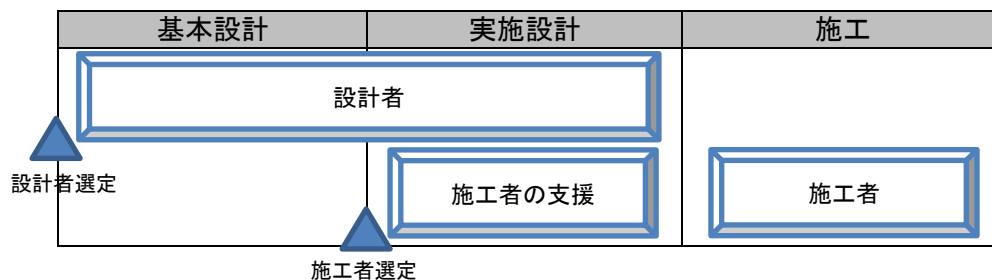 基本設計 実施設計 施工
設計者
設計者選定
施工者の支援 施工者
施工者選定